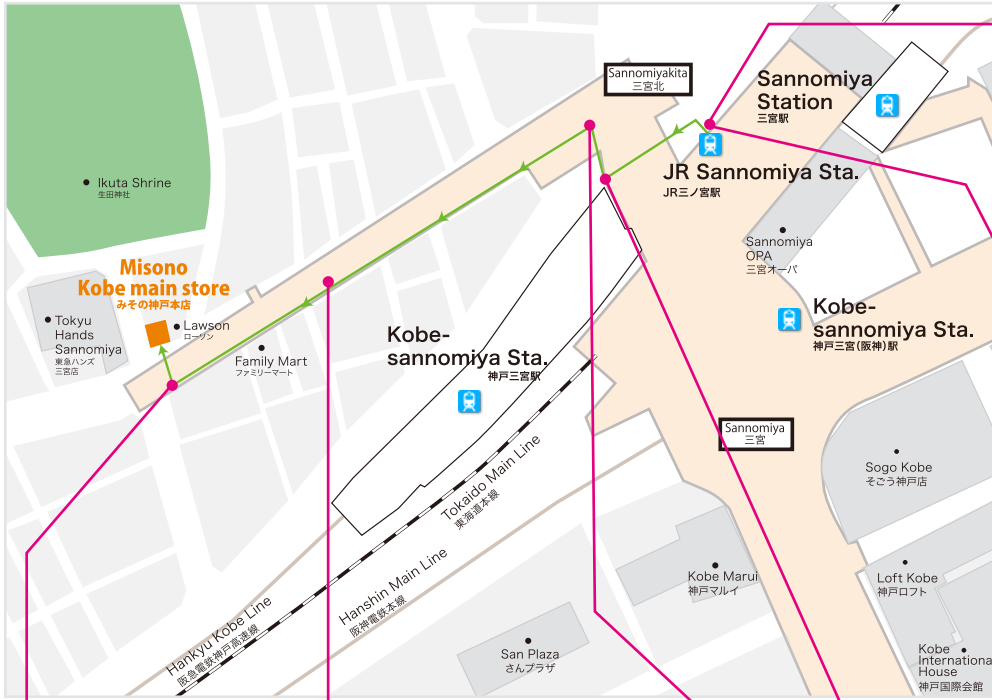 Sannomiyakita
三宮北
Sannomiya
Station
三宮駅
JR Sannomiya Sta.
JR三ノ宮駅
Ikuta Shrine
生田神社
Sannomiya
OPA
三宮オーパ
Misono
Kobe main store
みその神戸本店
Tokyu
Hands
Sannomiya
東急ハンズ
三宮店
Lawson
ローソン
Family Mart
ファミリーマート
Kobe-
sannomiya Sta.
神戸三宮駅
Kobe-
sannomiya Sta.
神戸三宮(阪神)駅
Sannomiya
三宮
Sogo Kobe
そごう神戸店
Tokaido Main Line
東海道本線
Hanshin Main Line
阪神電鉄本線
Hankyu Kobe Line
阪急電鉄神戸高速線
Kobe Marui
神戸マルイ
Loft Kobe
神戸ロフト
San Plaza
さんプラザ
Kobe
Internationa
House
神戸国際会館